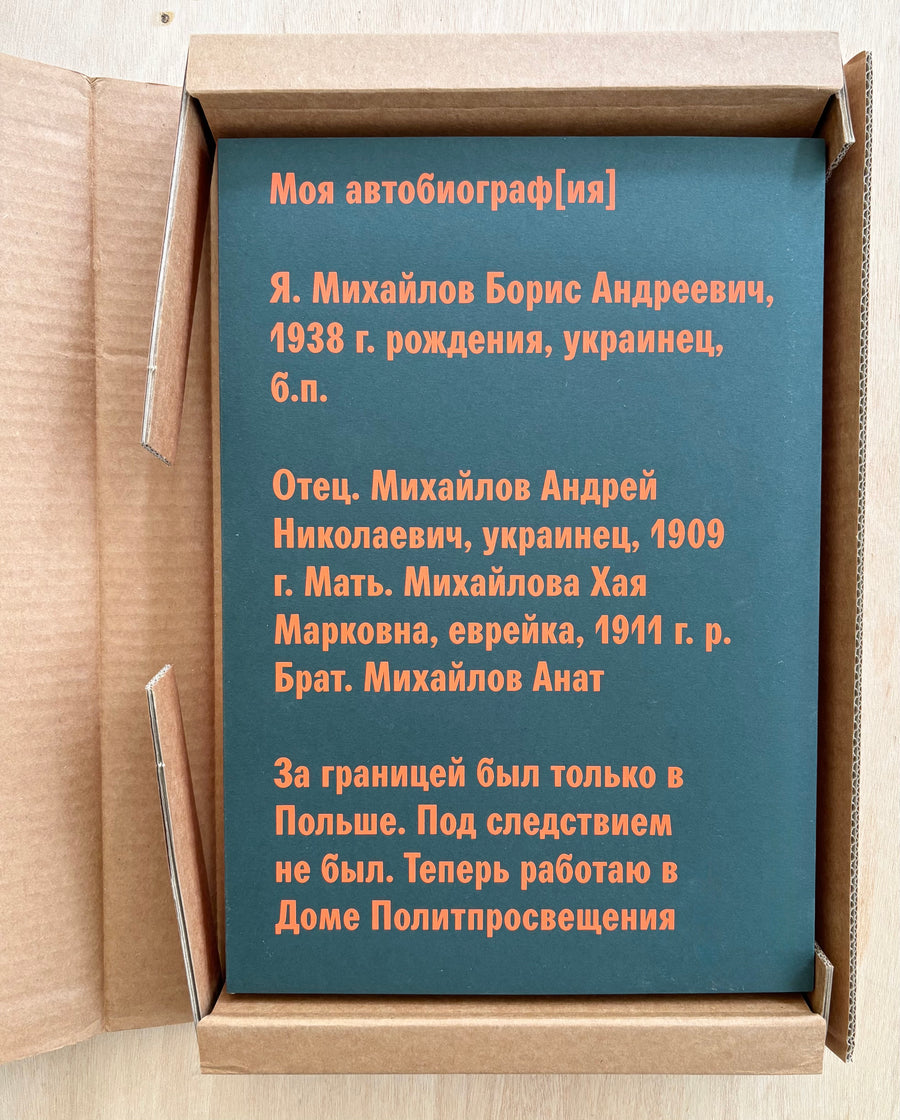 Моя автобиограф[ия]
Я. Михайлов Борис Андреевич,
1938 г. рождения, украинец,
б.п.
Отец. Михайлов Андрей
Николаевич, украинец, 1909
г. Мать. Михайлова Хая
Марковна, еврейка, 1911 г. р.
Брат. Михайлов Анат
За границей был только в
Польше. Под следствием
не был. Теперь работаю в
Доме Политпросвещения